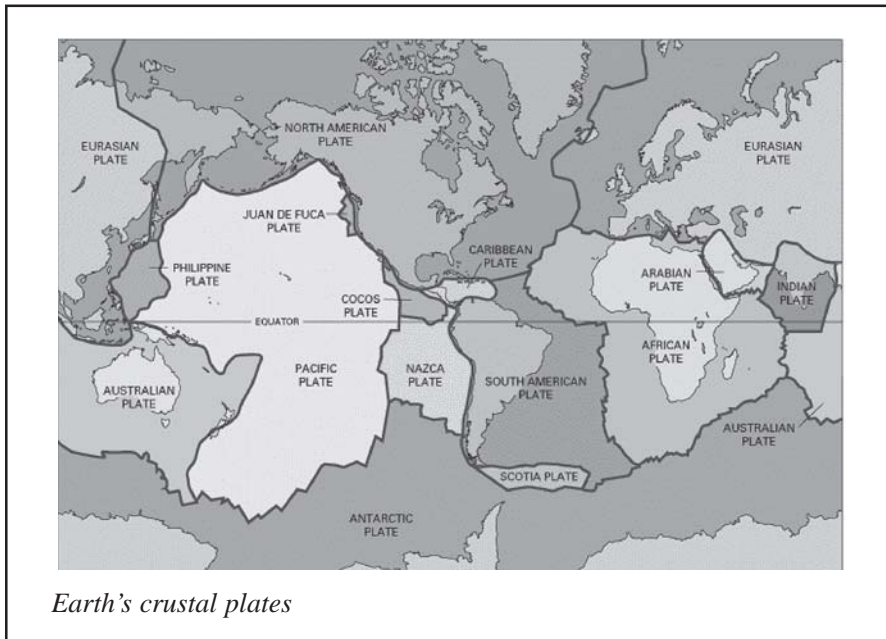 NORTH AMERICAN
PLATE
EURASIAN
PLATE
EURASIAN
PLATE
JUAN DE FUCA
PLATE
CARIBBEAN
PLATE
PHILIPPINE
PLATE
ARABIAN
PLATE
INDIAN
PLATE
COCOS
PLATE
EQUATOR
AFRICAN
PLATE
AUSTRALIAN
PLATE
PACIFIC
PLATE
NAZCA
PLATE
SOUTH AMERICAN
PLATE
AUSTRALIAN
PLATE
SCOTIA PLATE
ANTARCTIC
PLATE
Earth's crustal plates